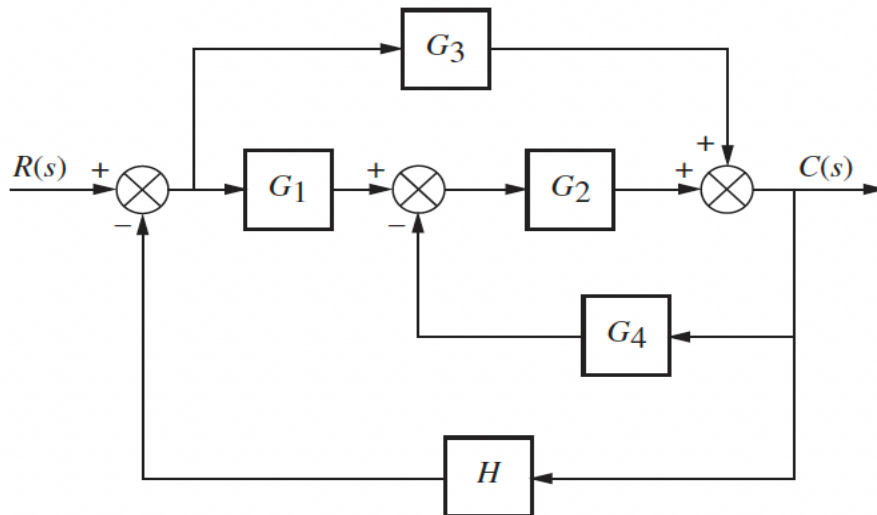 G3
R(s) + G1 + G2 + + C(s)
− −
G4
H